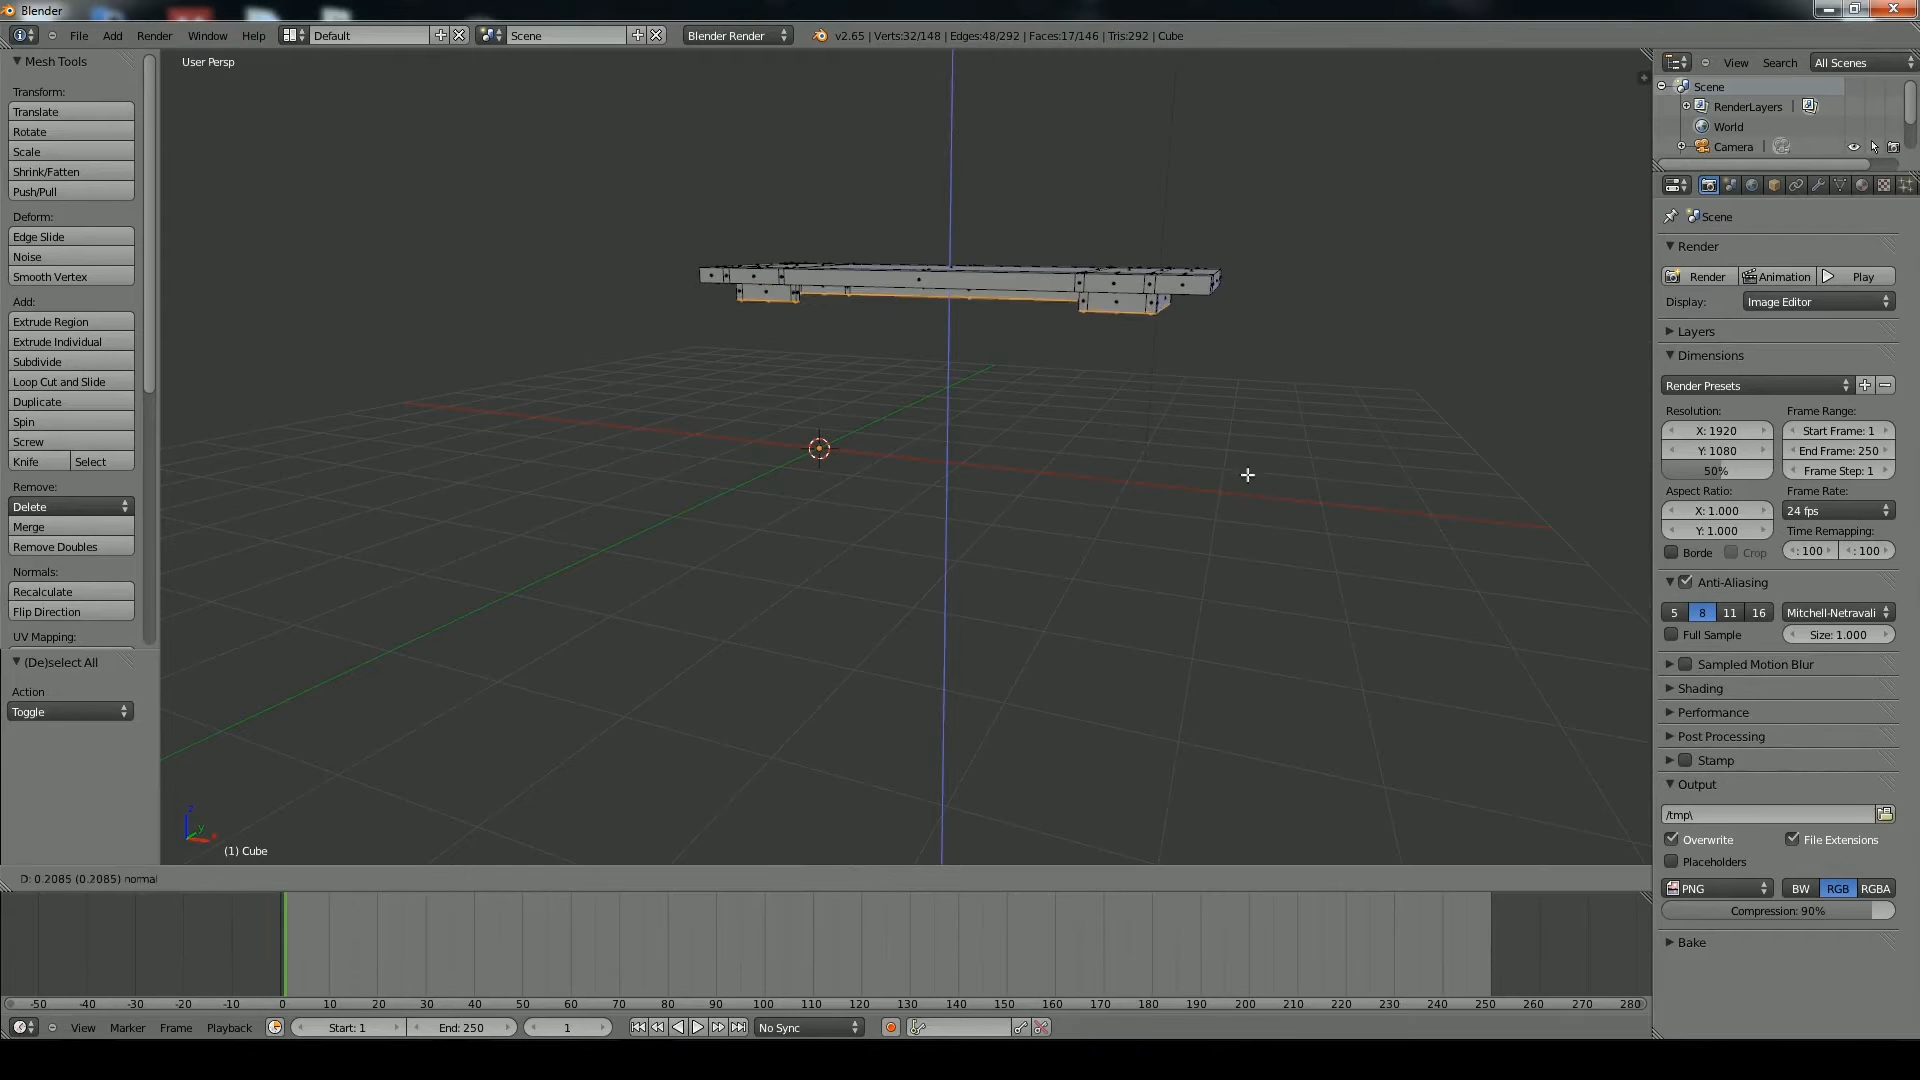 Blender
File Add Render Window Help Default Scene Blender Render v2.65 | Verts:32/148 | Edges:48/292 | Faces:17/146 | Tris:292 | Cube
Mesh Tools
Transform:
Translate
Rotate
Scale
Shrink/Fatten
Push/Pull
Deform:
Edge Slide
Noise
Smooth Vertex
Add:
Extrude Region
Extrude Individual
Subdivide
Loop Cut and Slide
Duplicate
Spin
Screw
Knife Select
Remove:
Delete
Merge
Remove Doubles
Normals:
Recalculate
Flip Direction
UV Mapping:
(De)select All
Action
Toggle
User Persp
z
y
x
(1) Cube
D: 0.2085 (0.2085) normal
View Search All Scenes
Scene
RenderLayers |
World
Camera |
Scene
Render
Render Animation Play
Display: Image Editor
Layers
Dimensions
Render Presets
Resolution: Frame Range:
X: 1920 Start Frame: 1
Y: 1080 End Frame: 250
50% Frame Step: 1
Aspect Ratio: Frame Rate:
X: 1.000 24 fps
Y: 1.000 Time Remapping:
Borde Crop : 100 : 100
Anti-Aliasing
5 8 11 16 Mitchell-Netravali
Full Sample Size: 1.000
Sampled Motion Blur
Shading
Performance
Post Processing
Stamp
Output
/tmp\
Overwrite File Extensions
Placeholders
PNG BW RGB RGBA
Compression: 90%
Bake
-50 -40 -30 -20 -10 0 10 20 30 40 50 60 70 80 90 100 110 120 130 140 150 160 170 180 190 200 210 220 230 240 250 260 270 280
View Marker Frame Playback Start: 1 End: 250 1 No Sync